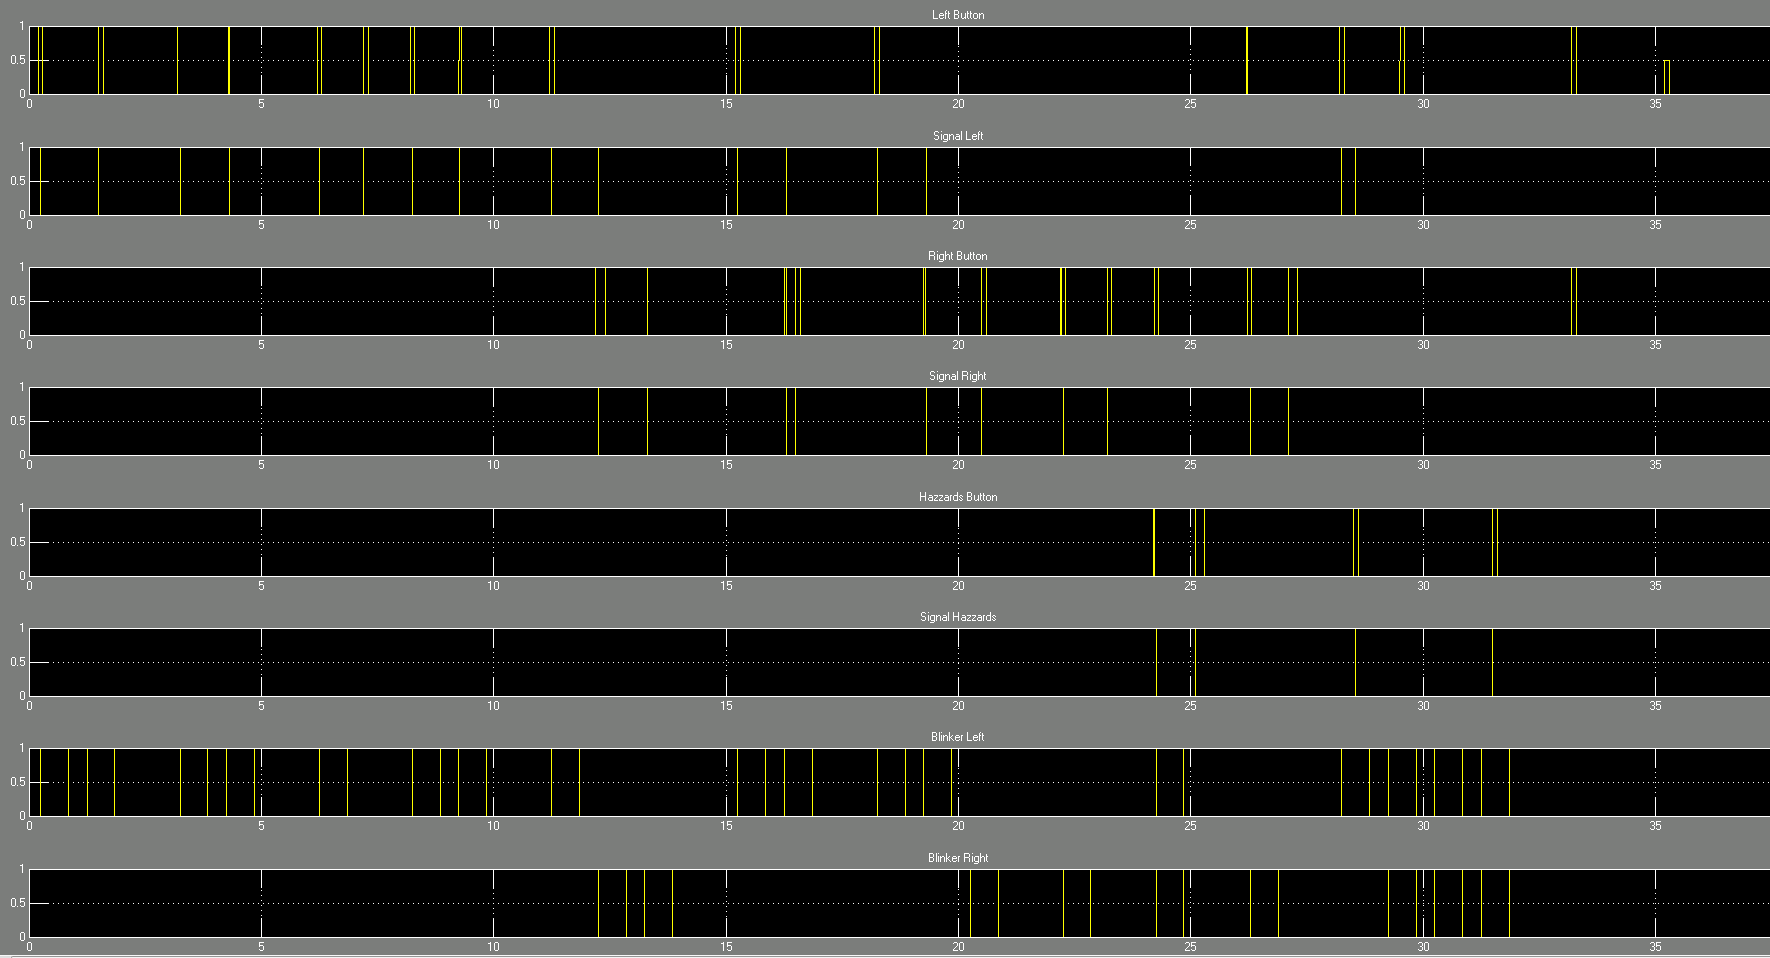 Left Button
1
0.5
0
0 5 10 15 20 25 30 35
Signal Left
1
0.5
0
0 5 10 15 20 25 30 35
Right Button
1
0.5
0
0 5 10 15 20 25 30 35
Signal Right
1
0.5
0
0 5 10 15 20 25 30 35
Hazzards Button
1
0.5
0
0 5 10 15 20 25 30 35
Signal Hazzards
1
0.5
0
0 5 10 15 20 25 30 35
Blinker Left
1
0.5
0
0 5 10 15 20 25 30 35
Blinker Right
1
0.5
0
0 5 10 15 20 25 30 35